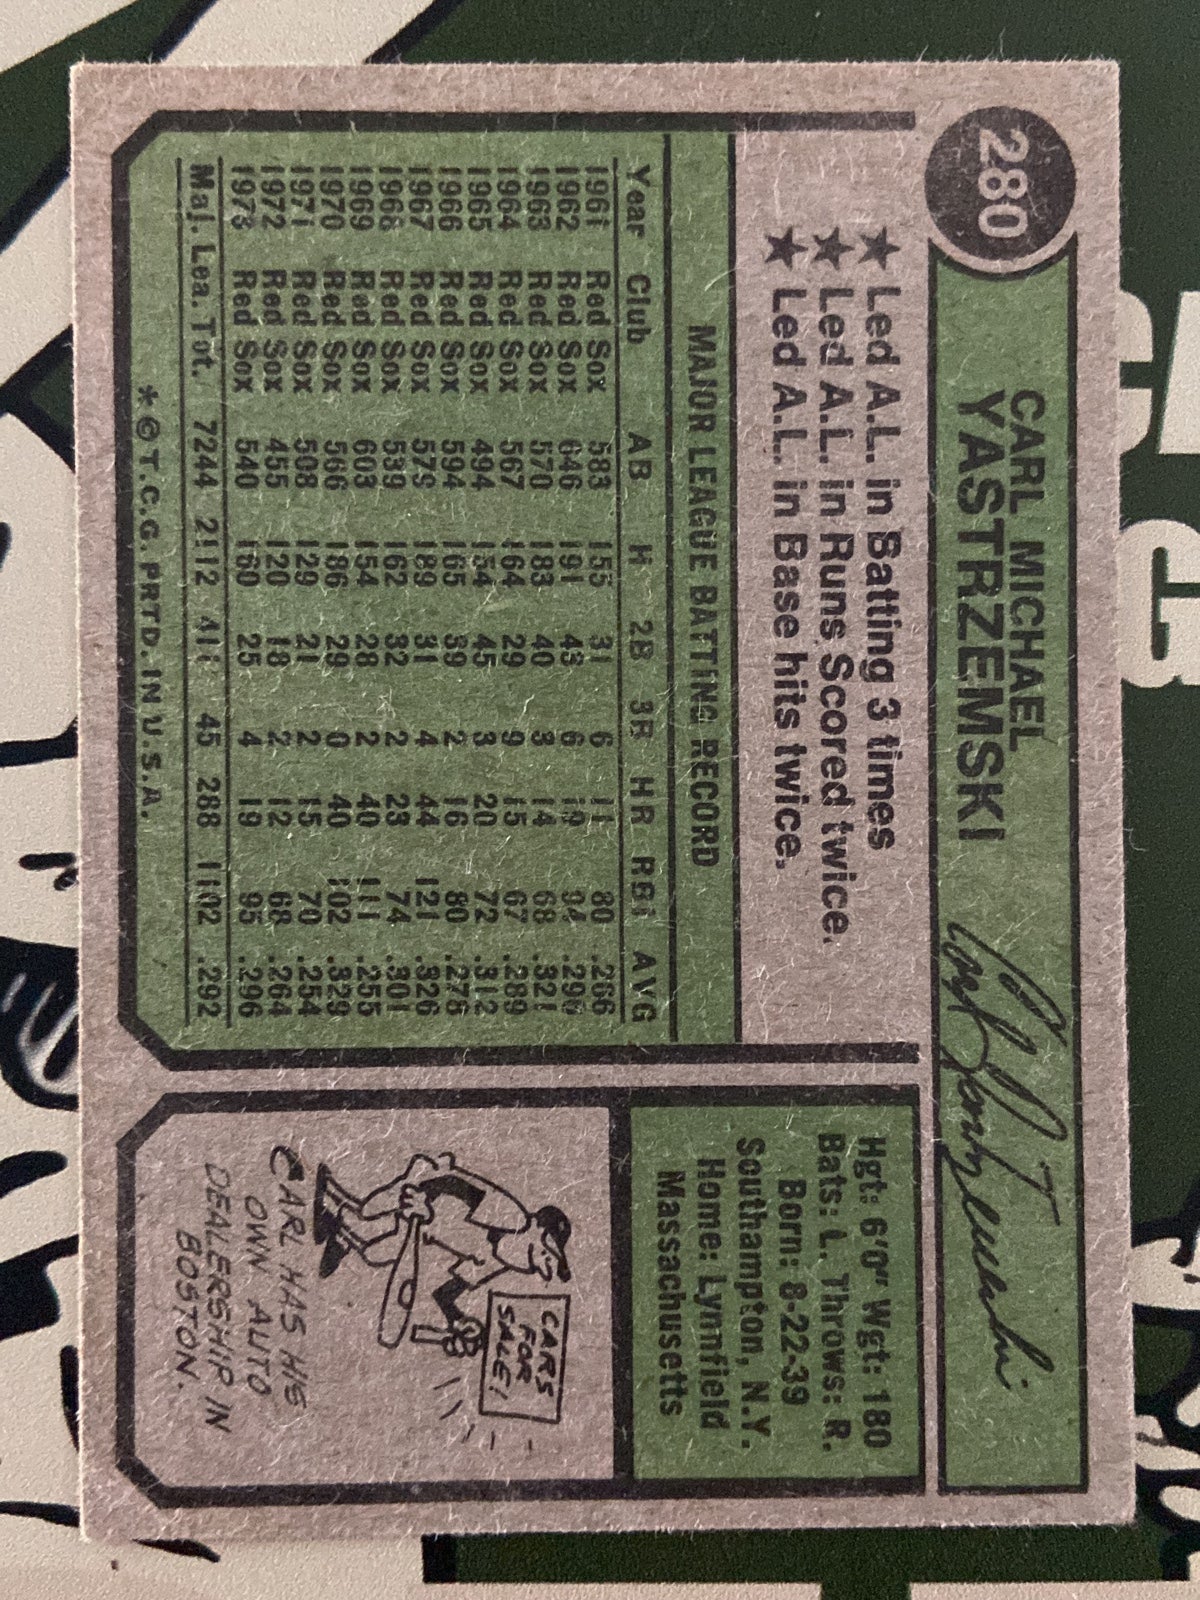 280
CARL MICHAEL
YASTRZEMSKI
Carl Yastrzemski
★ Led A.L. in Batting 3 times
★ Led A.L. in Runs Scored twice.
★ Led A.L. in Base hits twice.
MAJOR LEAGUE BATTING RECORD
Year Club AB H 2B 3B HR RBI AVG
1961 Red Sox 583 155 31 6 11 80 .266
1962 Red Sox 646 191 43 6 19 94 .296
1963 Red Sox 570 183 40 3 14 68 .321
1964 Red Sox 567 164 29 9 15 67 .289
1965 Red Sox 494 154 45 3 20 72 .312
1966 Red Sox 594 165 39 2 16 80 .278
1967 Red Sox 579 189 31 4 44 121 .326
1968 Red Sox 539 162 32 2 23 74 .301
1969 Red Sox 603 154 28 2 40 111 .255
1970 Red Sox 566 186 29 0 40 102 .329
1971 Red Sox 508 129 21 2 15 70 .254
1972 Red Sox 455 120 18 2 12 68 .264
1973 Red Sox 540 160 25 4 19 95 .296
Maj. Lea. Tot. 7244 2112 411 45 288 1102 .292
*©T.C.G. PRTD. IN U.S.A.
Hgt: 6'0" Wgt: 180
Bats: L. Throws: R.
Born: 8-22-39
Southampton, N.Y.
Home: Lynnfield
Massachusetts
CARS
FOR
SALE!
CARL HAS HIS
OWN AUTO
DEALERSHIP IN
BOSTON.